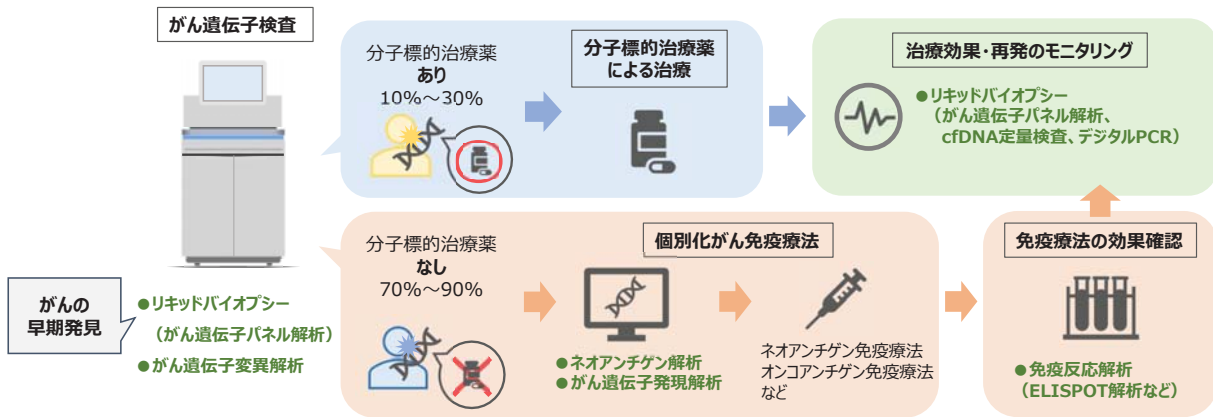 がん遺伝子検査
がんの
早期発見
●リキッドバイオプシー
（がん遺伝子パネル解析）
●がん遺伝子変異解析
分子標的治療薬
あり
10%～30%
分子標的治療薬
による治療
治療効果・再発のモニタリング
●リキッドバイオプシー
（がん遺伝子パネル解析、
cfDNA定量検査、デジタルPCR）
分子標的治療薬
なし
70%～90%
個別化がん免疫療法
●ネオアンチゲン解析
●がん遺伝子発現解析
ネオアンチゲン免疫療法
オンコアンチゲン免疫療法
など
免疫療法の効果確認
●免疫反応解析
（ELISPOT解析など）